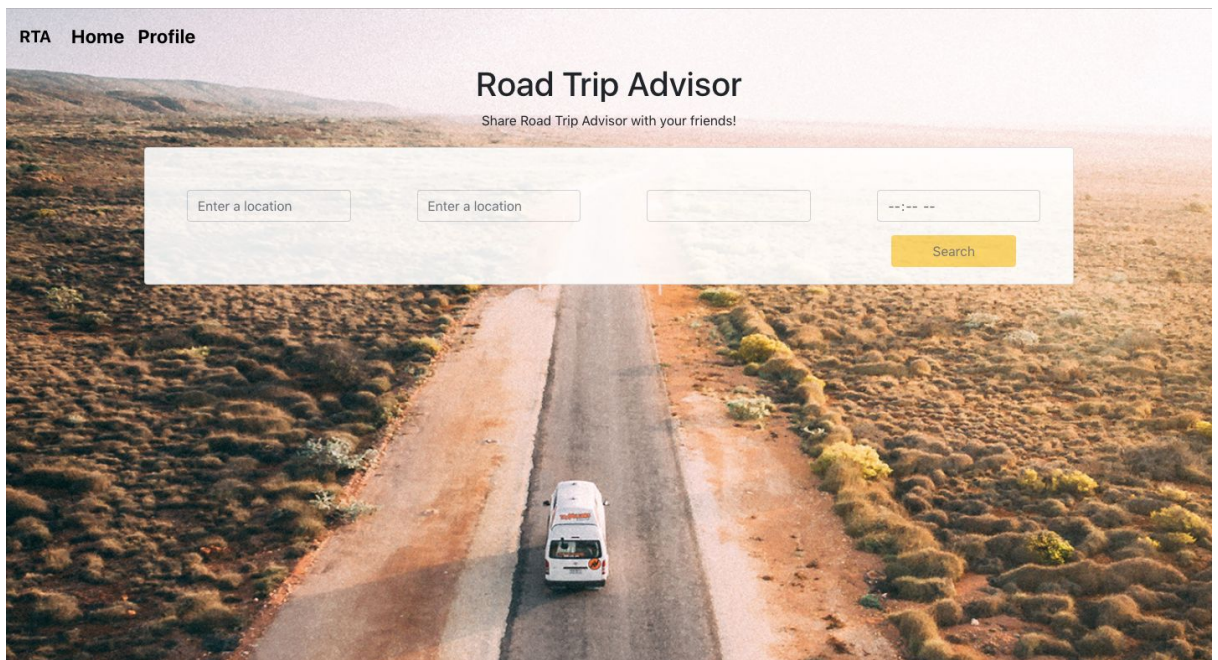 RTA Home Profile
Road Trip Advisor
Share Road Trip Advisor with your friends!
Enter a location Enter a location --:-- --
Search